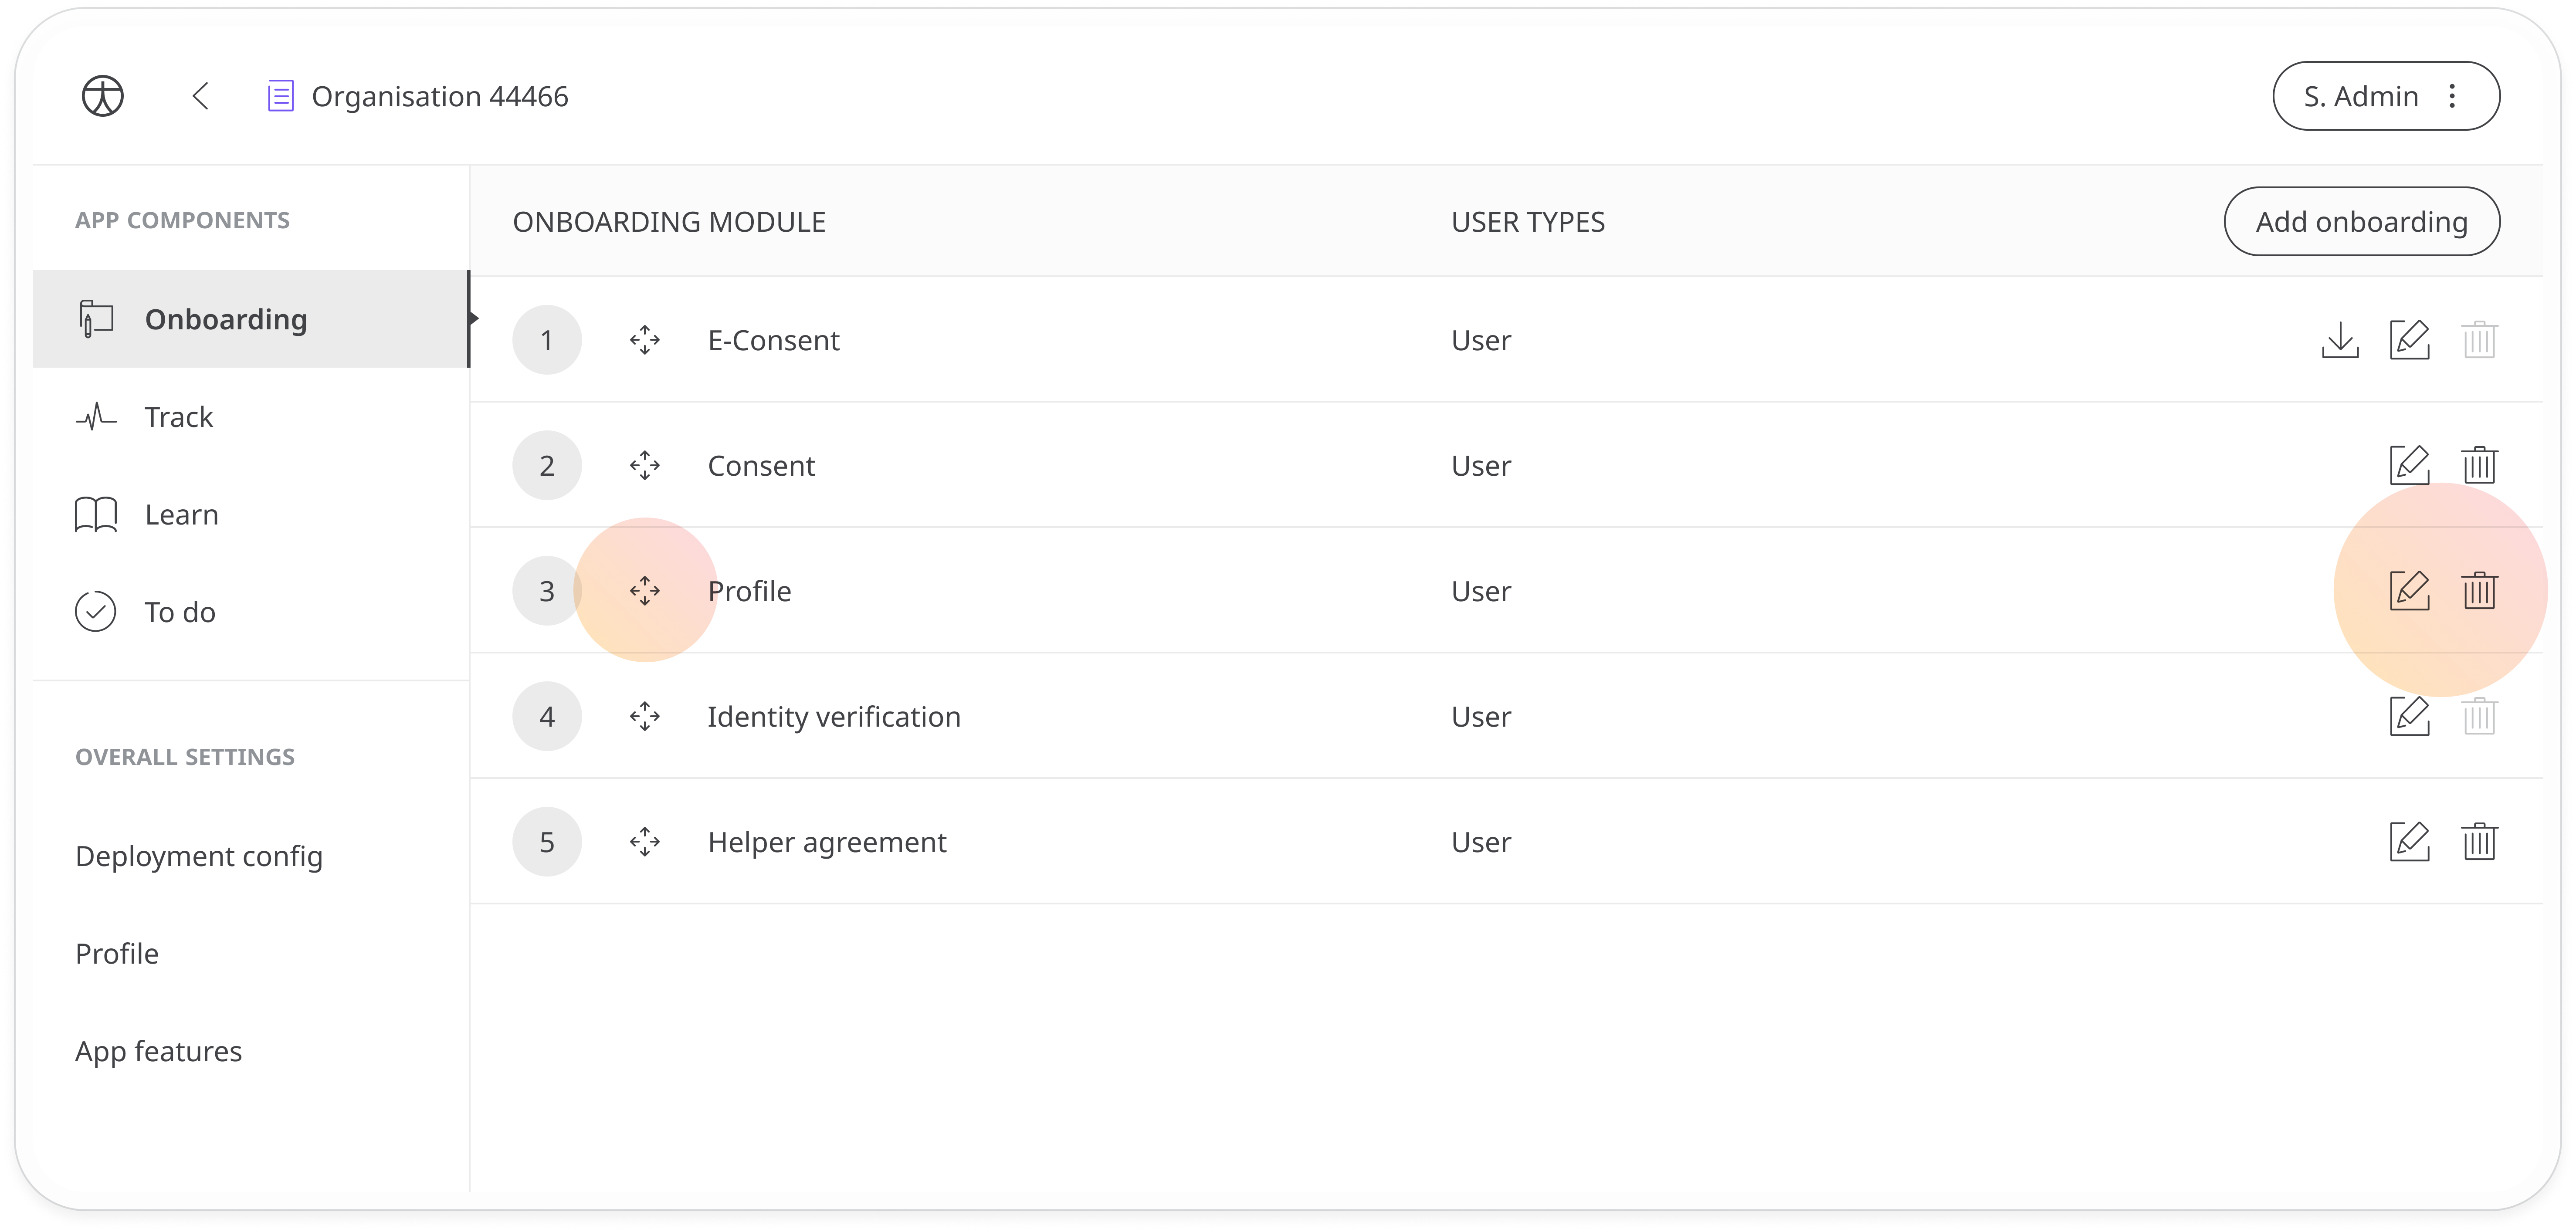 Organisation 44466
S. Admin
APP COMPONENTS
Onboarding
Track
Learn
To do
OVERALL SETTINGS
Deployment config
Profile
App features
ONBOARDING MODULE USER TYPES Add onboarding
1 E-Consent User
2 Consent User
3 Profile User
4 Identity verification User
5 Helper agreement User